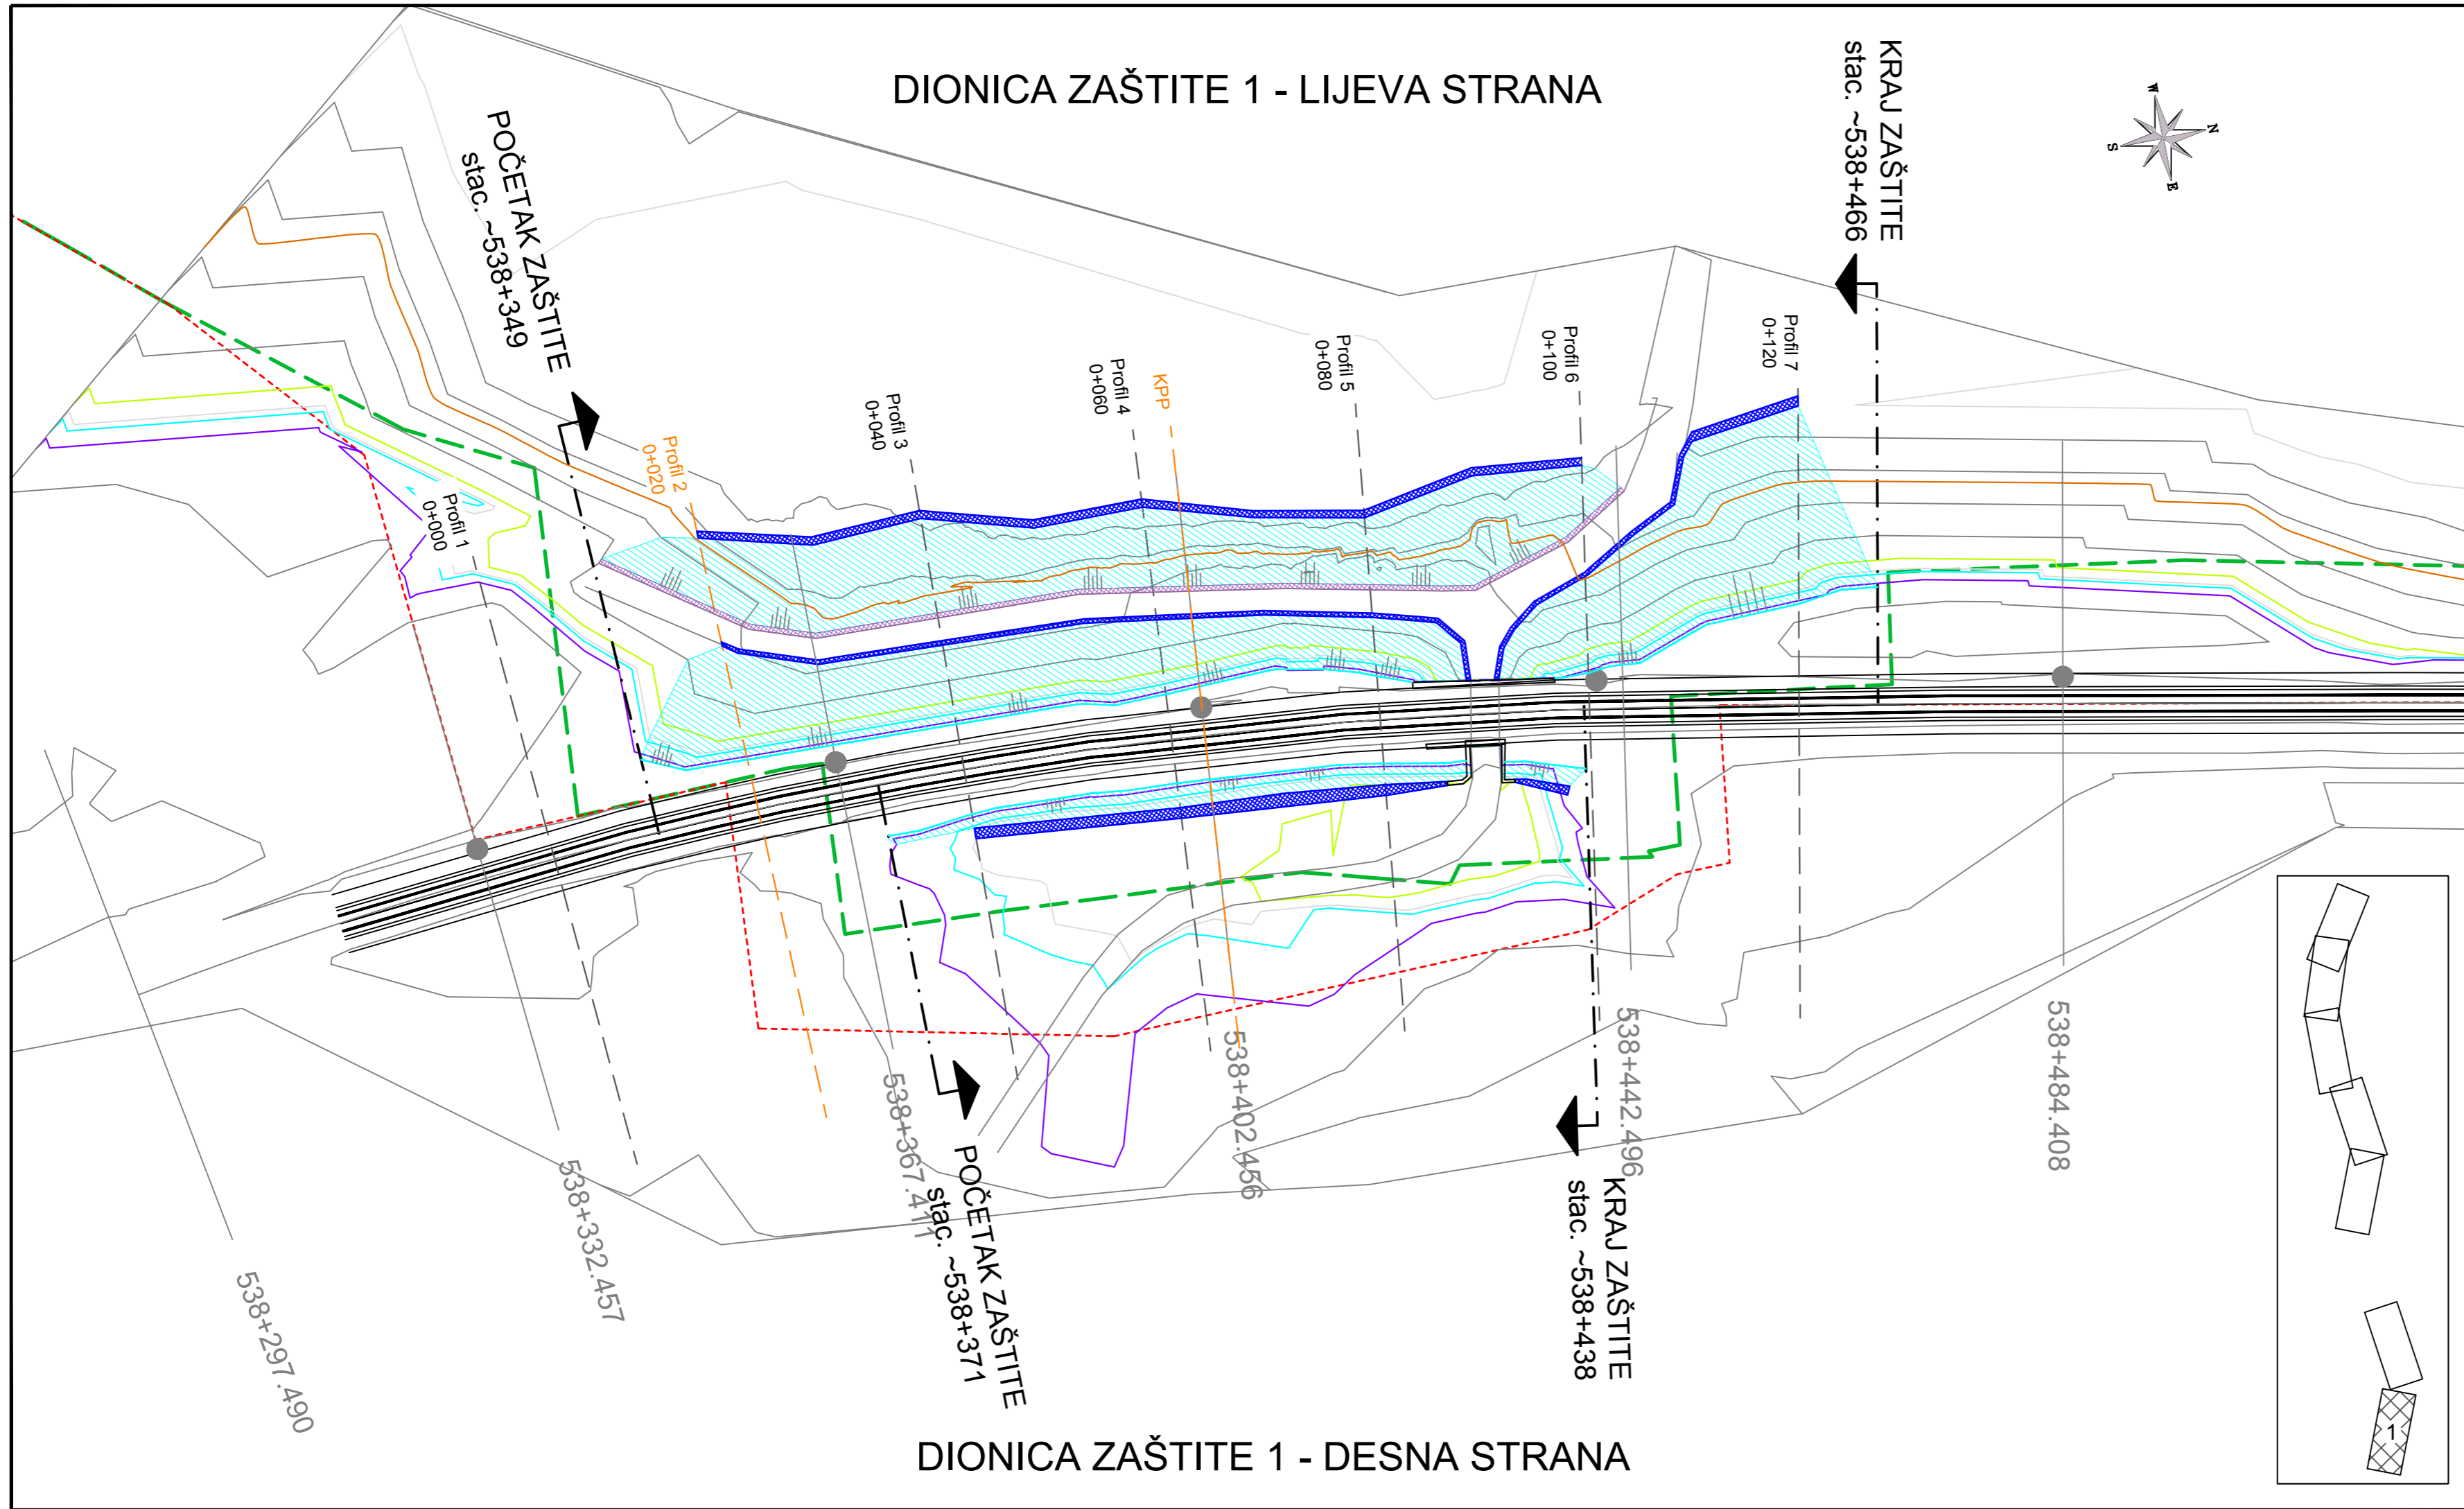 DIONICA ZAŠTITE 1 - LIJEVA STRANA
KRAJ ZAŠTITE
stac. ~538+466
W
N
S
E
POČETAK ZAŠTITE
stac. ~538+349
Profil 1
0+000
Profil 2
0+020
Profil 3
0+040
Profil 4
0+060
KPP
Profil 5
0+080
Profil 6
0+100
Profil 7
0+120
538+297.490
538+332.457
538+367.411
538+402.456
538+442.496
538+484.408
POČETAK ZAŠTITE
stac. ~538+371
KRAJ ZAŠTITE
stac. ~538+438
1
DIONICA ZAŠTITE 1 - DESNA STRANA